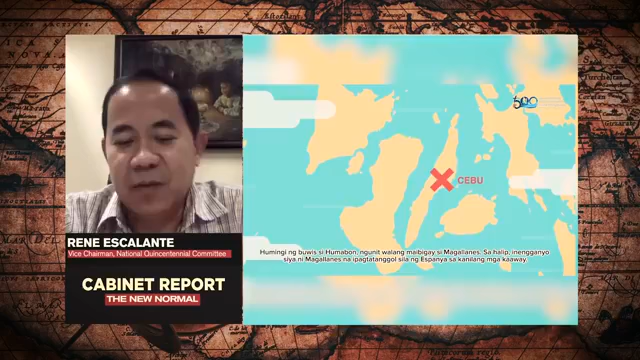 500
CEBU
Humingi ng buwis si Humabon, ngunit walang maibigay si Magallanes. Sa halip, inengganyo
siya ni Magallanes na ipagtatanggol sila ng Espanya sa kanilang mga kaaway.
RENE ESCALANTE
Vice Chairman, National Quincentennial Committee
CABINET REPORT
THE NEW NORMAL